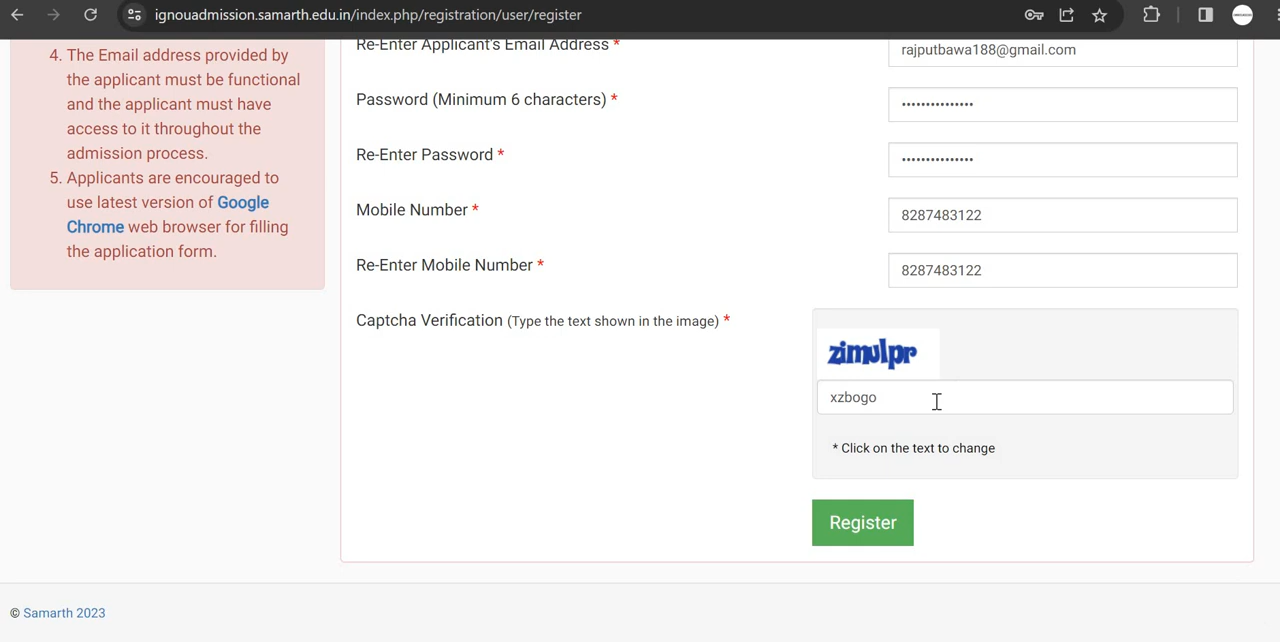 ignouadmission.samarth.edu.in/index.php/registration/user/register
4. The Email address provided by
the applicant must be functional
and the applicant must have
access to it throughout the
admission process.
5. Applicants are encouraged to
use latest version of Google
Chrome web browser for filling
the application form.
Re-Enter Applicant's Email Address *
rajputbawa188@gmail.com
Password (Minimum 6 characters) *
•••••••••••••••
Re-Enter Password *
•••••••••••••••
Mobile Number *
8287483122
Re-Enter Mobile Number *
8287483122
Captcha Verification (Type the text shown in the image) *
zimulpr
xzbogo
* Click on the text to change
Register
© Samarth 2023